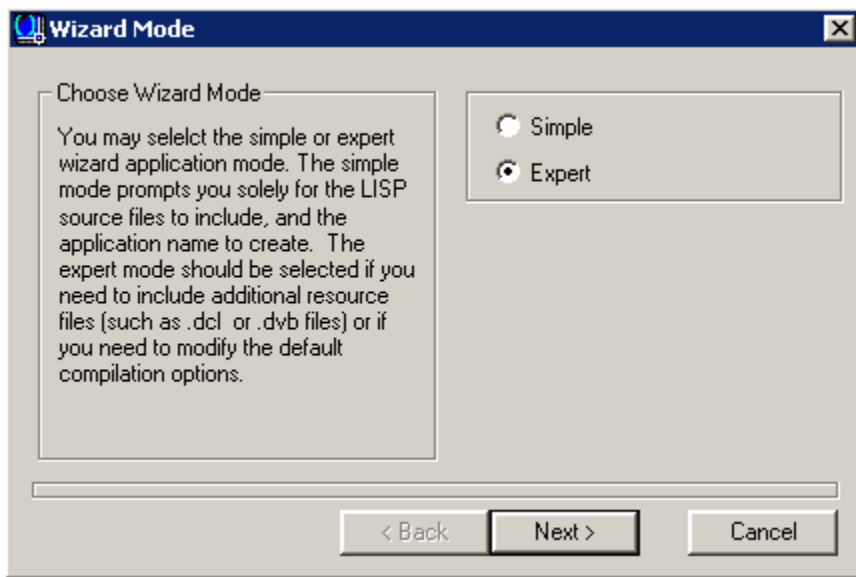 Wizard Mode
Choose Wizard Mode
You may selelct the simple or expert
wizard application mode. The simple
mode prompts you solely for the LISP
source files to include, and the
application name to create.  The
expert mode should be selected if you
need to include additional resource
files (such as .dcl  or .dvb files) or if
you need to modify the default
compilation options.
Simple
Expert
< Back
Next >
Cancel